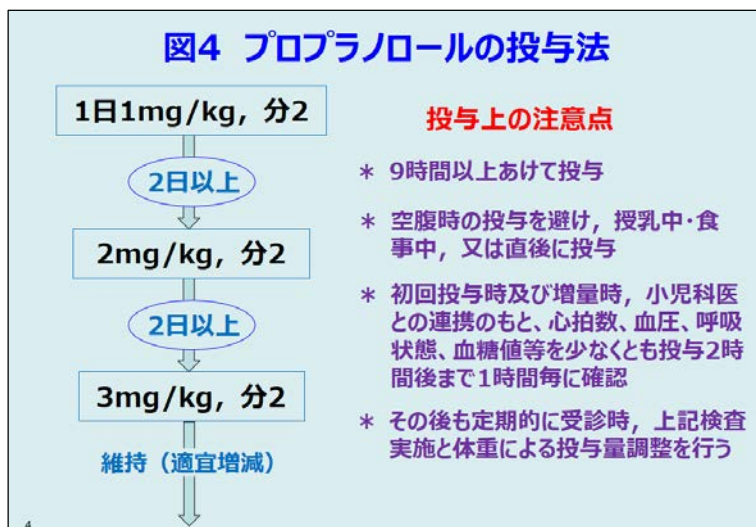 図4 プロプラノロールの投与法
1日1mg/kg，分2
2日以上
2mg/kg，分2
2日以上
3mg/kg，分2
維持（適宜増減）
投与上の注意点
＊ 9時間以上あけて投与
＊ 空腹時の投与を避け，授乳中・食
事中，又は直後に投与
＊ 初回投与時及び増量時，小児科医
との連携のもと、心拍数、血圧、呼吸
状態、血糖値等を少なくとも投与2時
間後まで1時間毎に確認
＊ その後も定期的に受診時，上記検査
実施と体重による投与量調整を行う
4